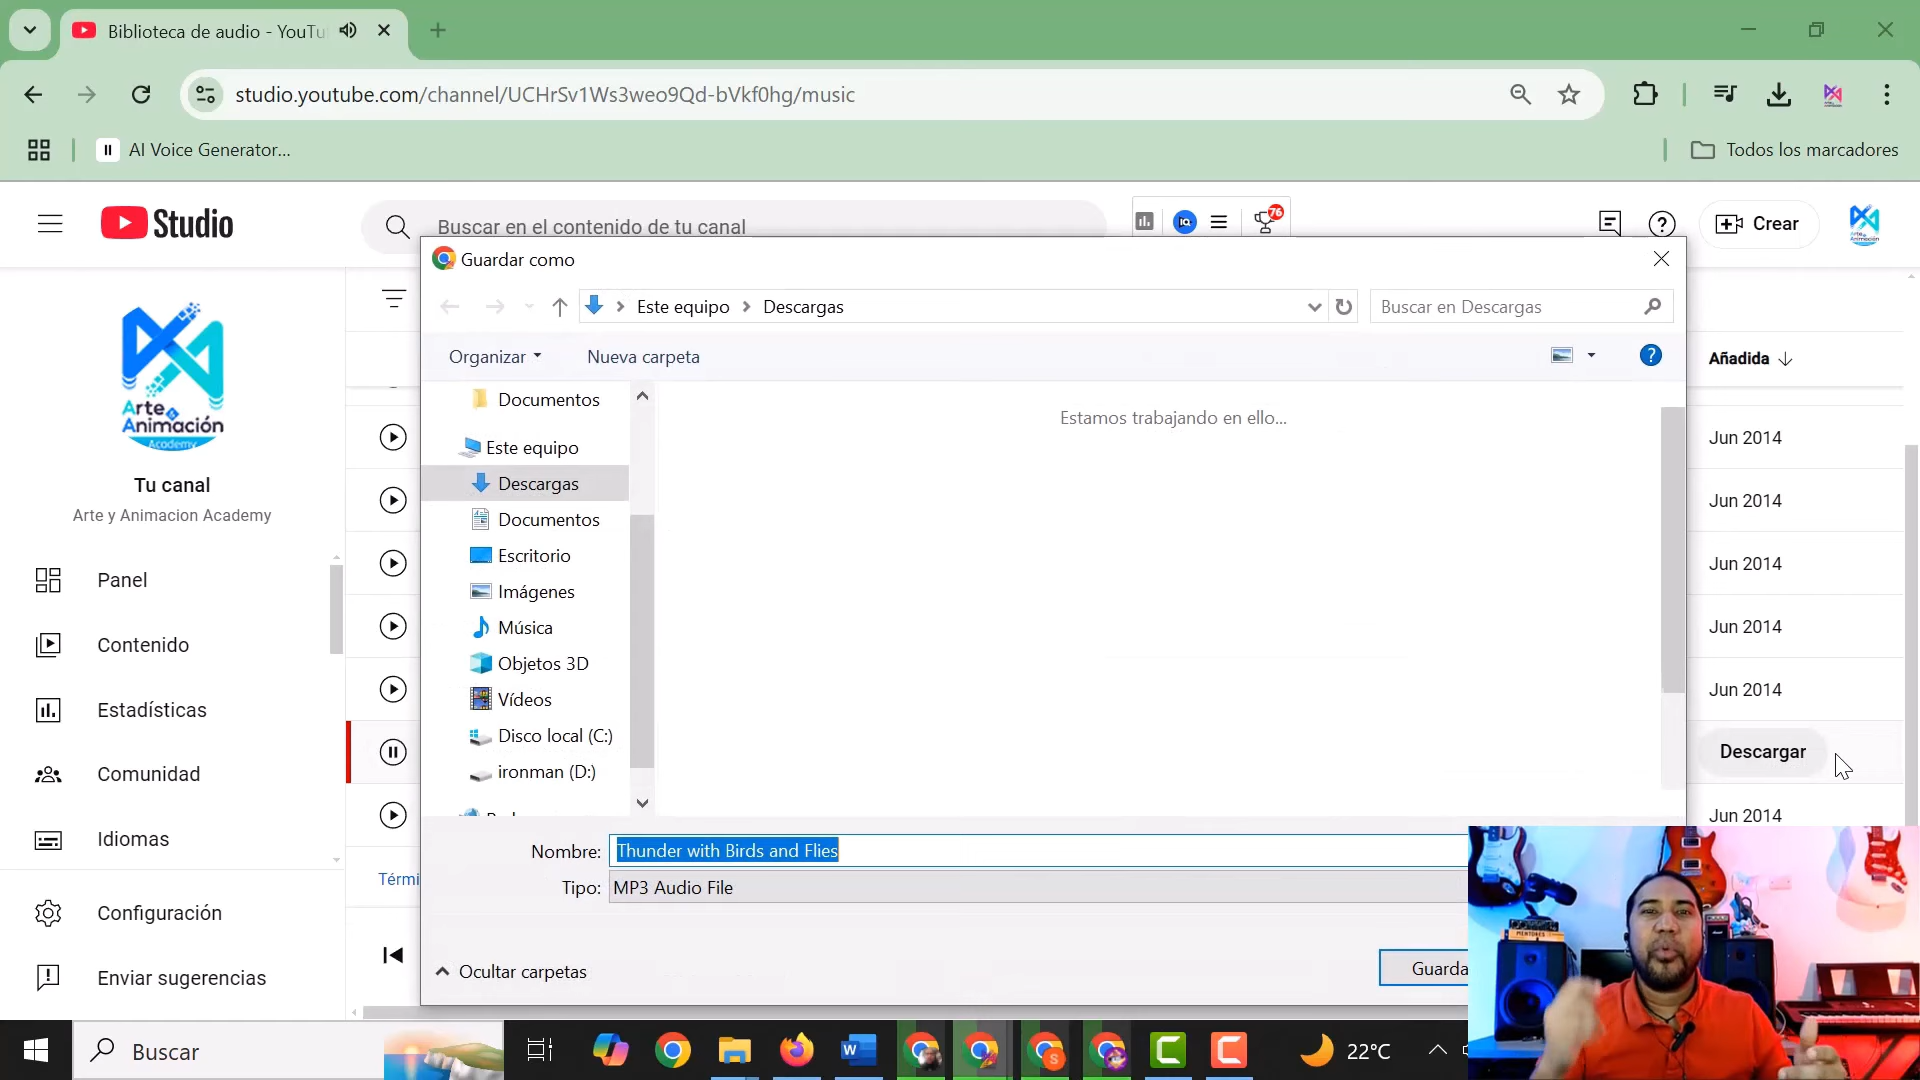 Biblioteca de audio - YouTu
studio.youtube.com/channel/UCHrSv1Ws3weo9Qd-bVkf0hg/music
AI Voice Generator...
Todos los marcadores
Studio
Buscar en el contenido de tu canal
76
Crear
Guardar como
Este equipo
Descargas
Buscar en Descargas
Organizar
Nueva carpeta
Añadida
Documentos
Estamos trabajando en ello...
Este equipo
Descargas
Documentos
Escritorio
Imágenes
Música
Objetos 3D
Vídeos
Disco local (C:)
ironman (D:)
Jun 2014
Jun 2014
Jun 2014
Jun 2014
Jun 2014
Descargar
Jun 2014
Arte &
Animación
Academy
Tu canal
Arte y Animacion Academy
Panel
Contenido
Estadísticas
Comunidad
Idiomas
Configuración
Enviar sugerencias
Térmi
Nombre: Thunder with Birds and Flies
Tipo: MP3 Audio File
Ocultar carpetas
Guarda
Buscar
22°C